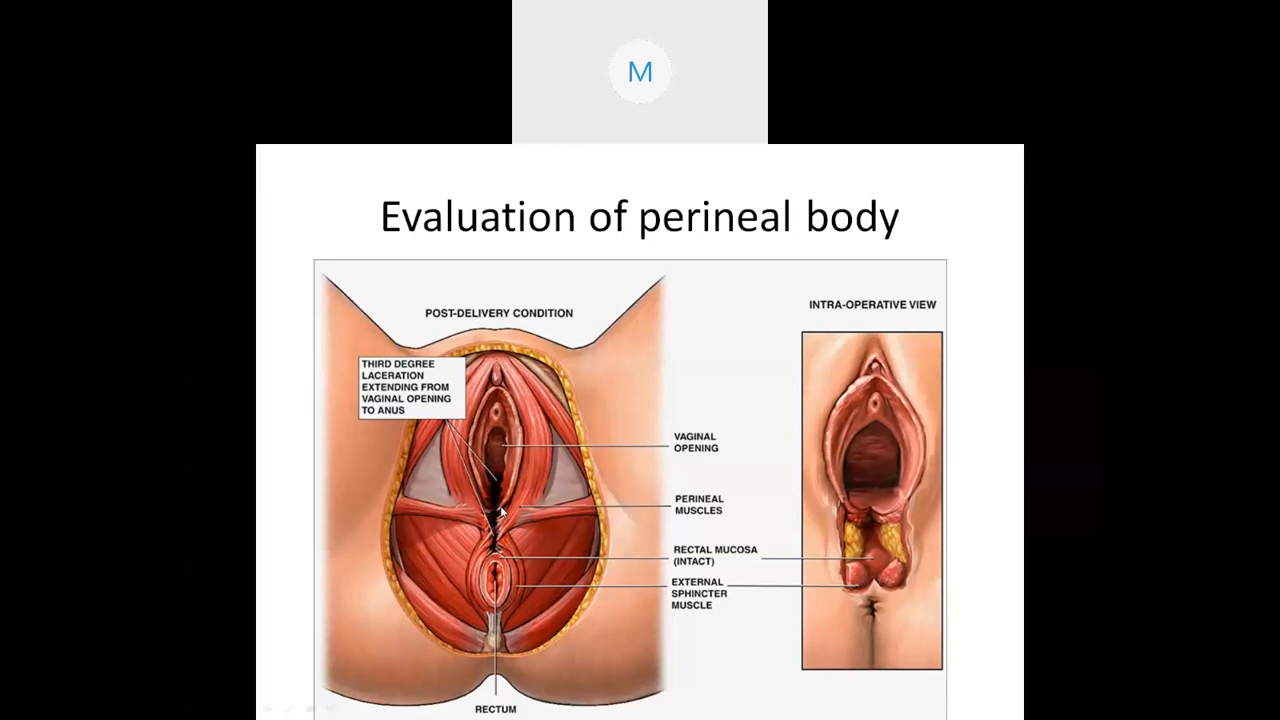 M
Evaluation of perineal body
POST-DELIVERY CONDITION
INTRA-OPERATIVE VIEW
THIRD DEGREE
LACERATION
EXTENDING FROM
VAGINAL OPENING
TO ANUS
VAGINAL
OPENING
PERINEAL
MUSCLES
RECTAL MUCOSA
(INTACT)
EXTERNAL
SPHINCTER
MUSCLE
RECTUM